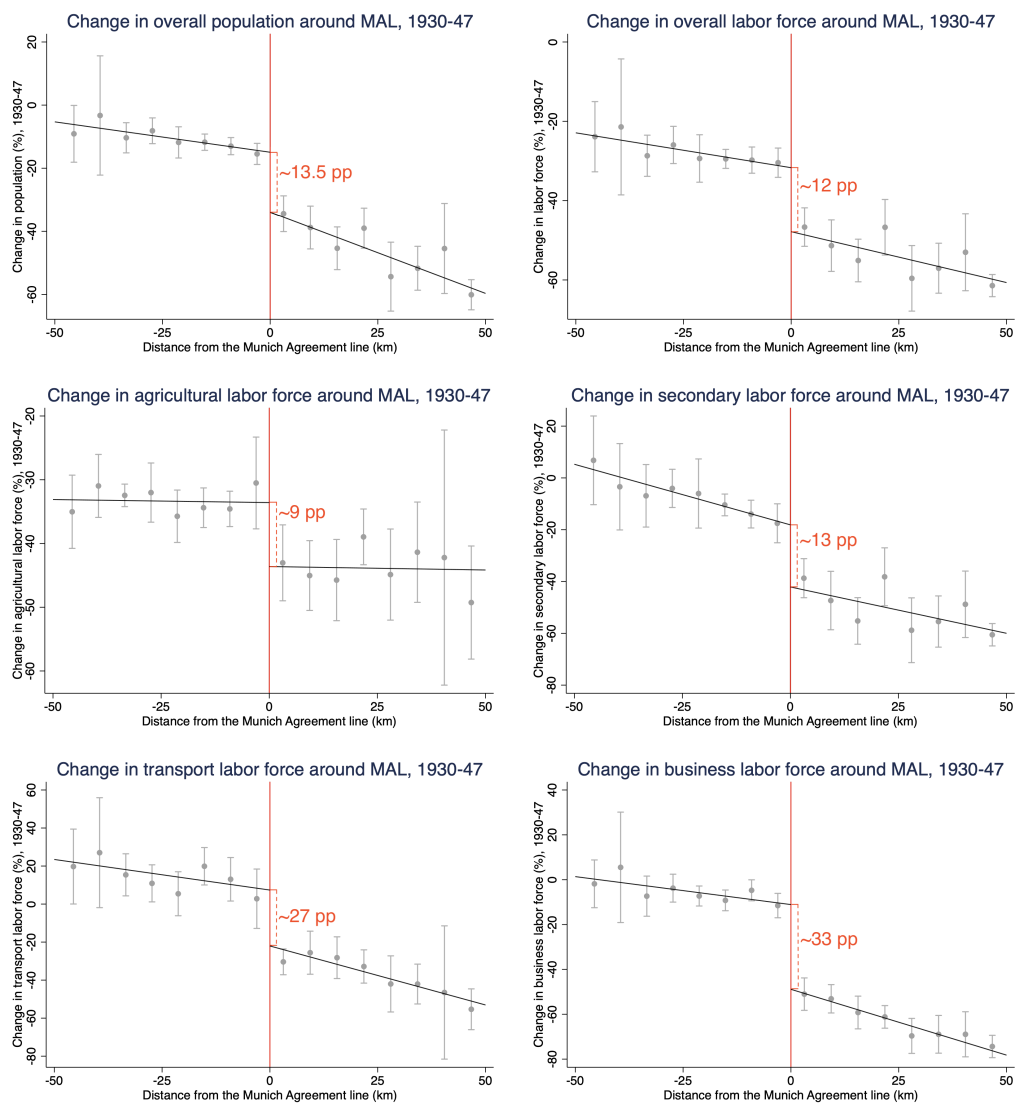 Change in overall population around MAL, 1930-47
Change in population (%), 1930-47
20
0
-20
-40
-60
~13.5 pp
-50
-25
0
25
50
Distance from the Munich Agreement line (km)
Change in overall labor force around MAL, 1930-47
Change in labor force (%), 1930-47
0
-20
-40
-60
~12 pp
-50
-25
0
25
50
Distance from the Munich Agreement line (km)
Change in agricultural labor force around MAL, 1930-47
Change in agricultural labor force (%), 1930-47
-20
-30
-40
-50
-60
~9 pp
-50
-25
0
25
50
Distance from the Munich Agreement line (km)
Change in secondary labor force around MAL, 1930-47
Change in secondary labor force (%), 1930-47
20
0
-20
-40
-60
-80
~13 pp
-50
-25
0
25
50
Distance from the Munich Agreement line (km)
Change in transport labor force around MAL, 1930-47
Change in transport labor force (%), 1930-47
60
40
20
0
-20
-40
-60
-80
~27 pp
-50
-25
0
25
50
Distance from the Munich Agreement line (km)
Change in business labor force around MAL, 1930-47
Change in business labor force (%), 1930-47
40
20
0
-20
-40
-60
-80
~33 pp
-50
-25
0
25
50
Distance from the Munich Agreement line (km)